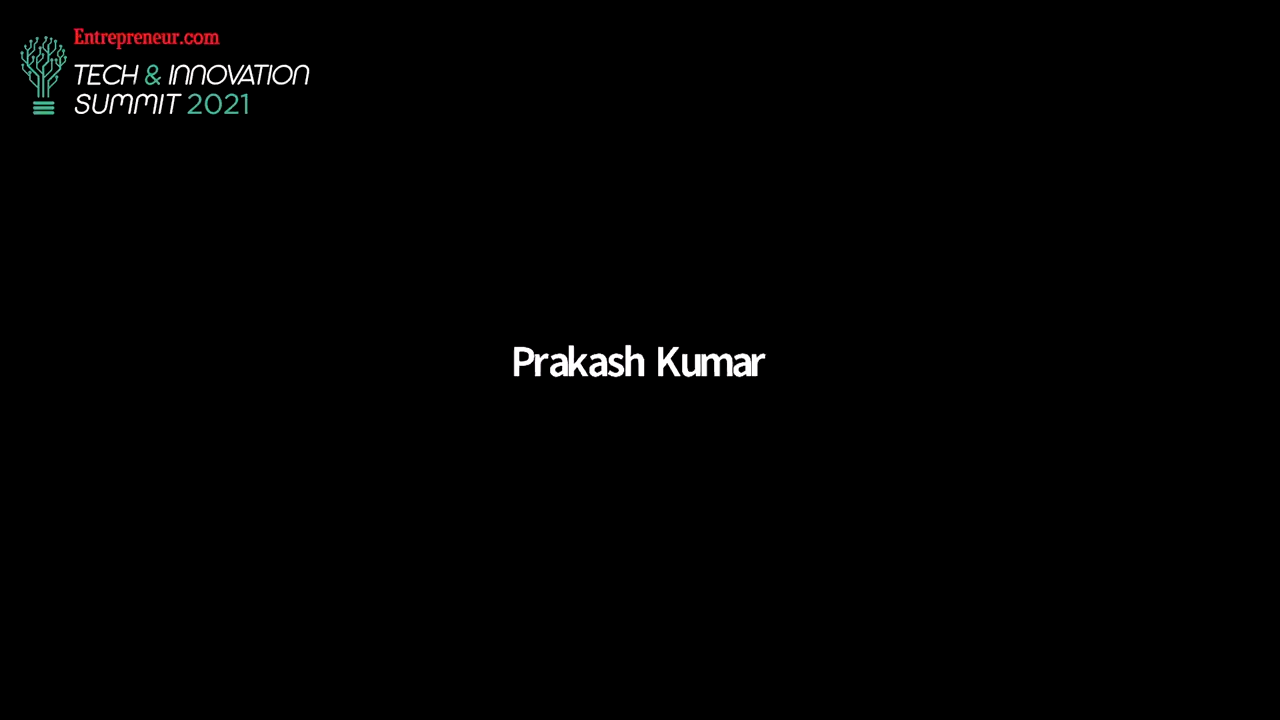 Entrepreneur.com
TECH & INNOVATION
SUMMIT 2021
Prakash Kumar